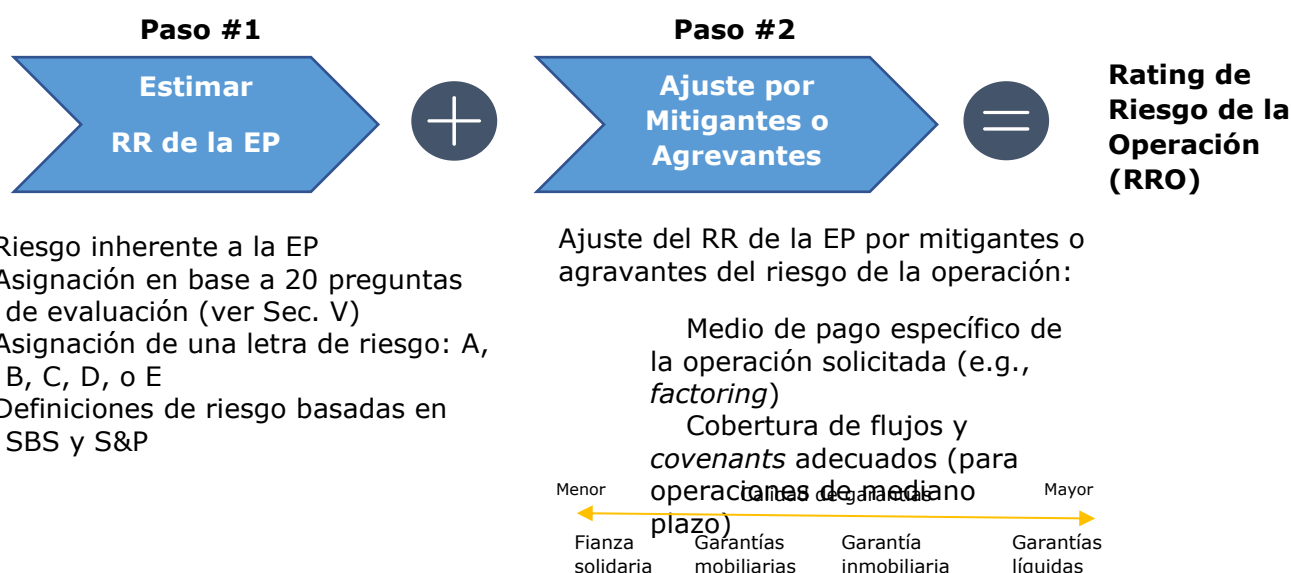 Paso #1
Estimar
RR de la EP
Paso #2
Ajuste por
Mitigantes o
Agrevantes
Rating de
Riesgo de la
Operación
(RRO)
Riesgo inherente a la EP
Asignación en base a 20 preguntas
de evaluación (ver Sec. V)
Asignación de una letra de riesgo: A,
B, C, D, o E
Definiciones de riesgo basadas en
SBS y S&P
Ajuste del RR de la EP por mitigantes o
agravantes del riesgo de la operación:
Medio de pago específico de
la operación solicitada (e.g.,
factoring)
Cobertura de flujos y
covenants adecuados (para
operaciones de mediano
plazo)
Menor
Calidad de garantías
Mayor
Fianza
solidaria
Garantías
mobiliarias
Garantía
inmobiliaria
Garantías
líquidas